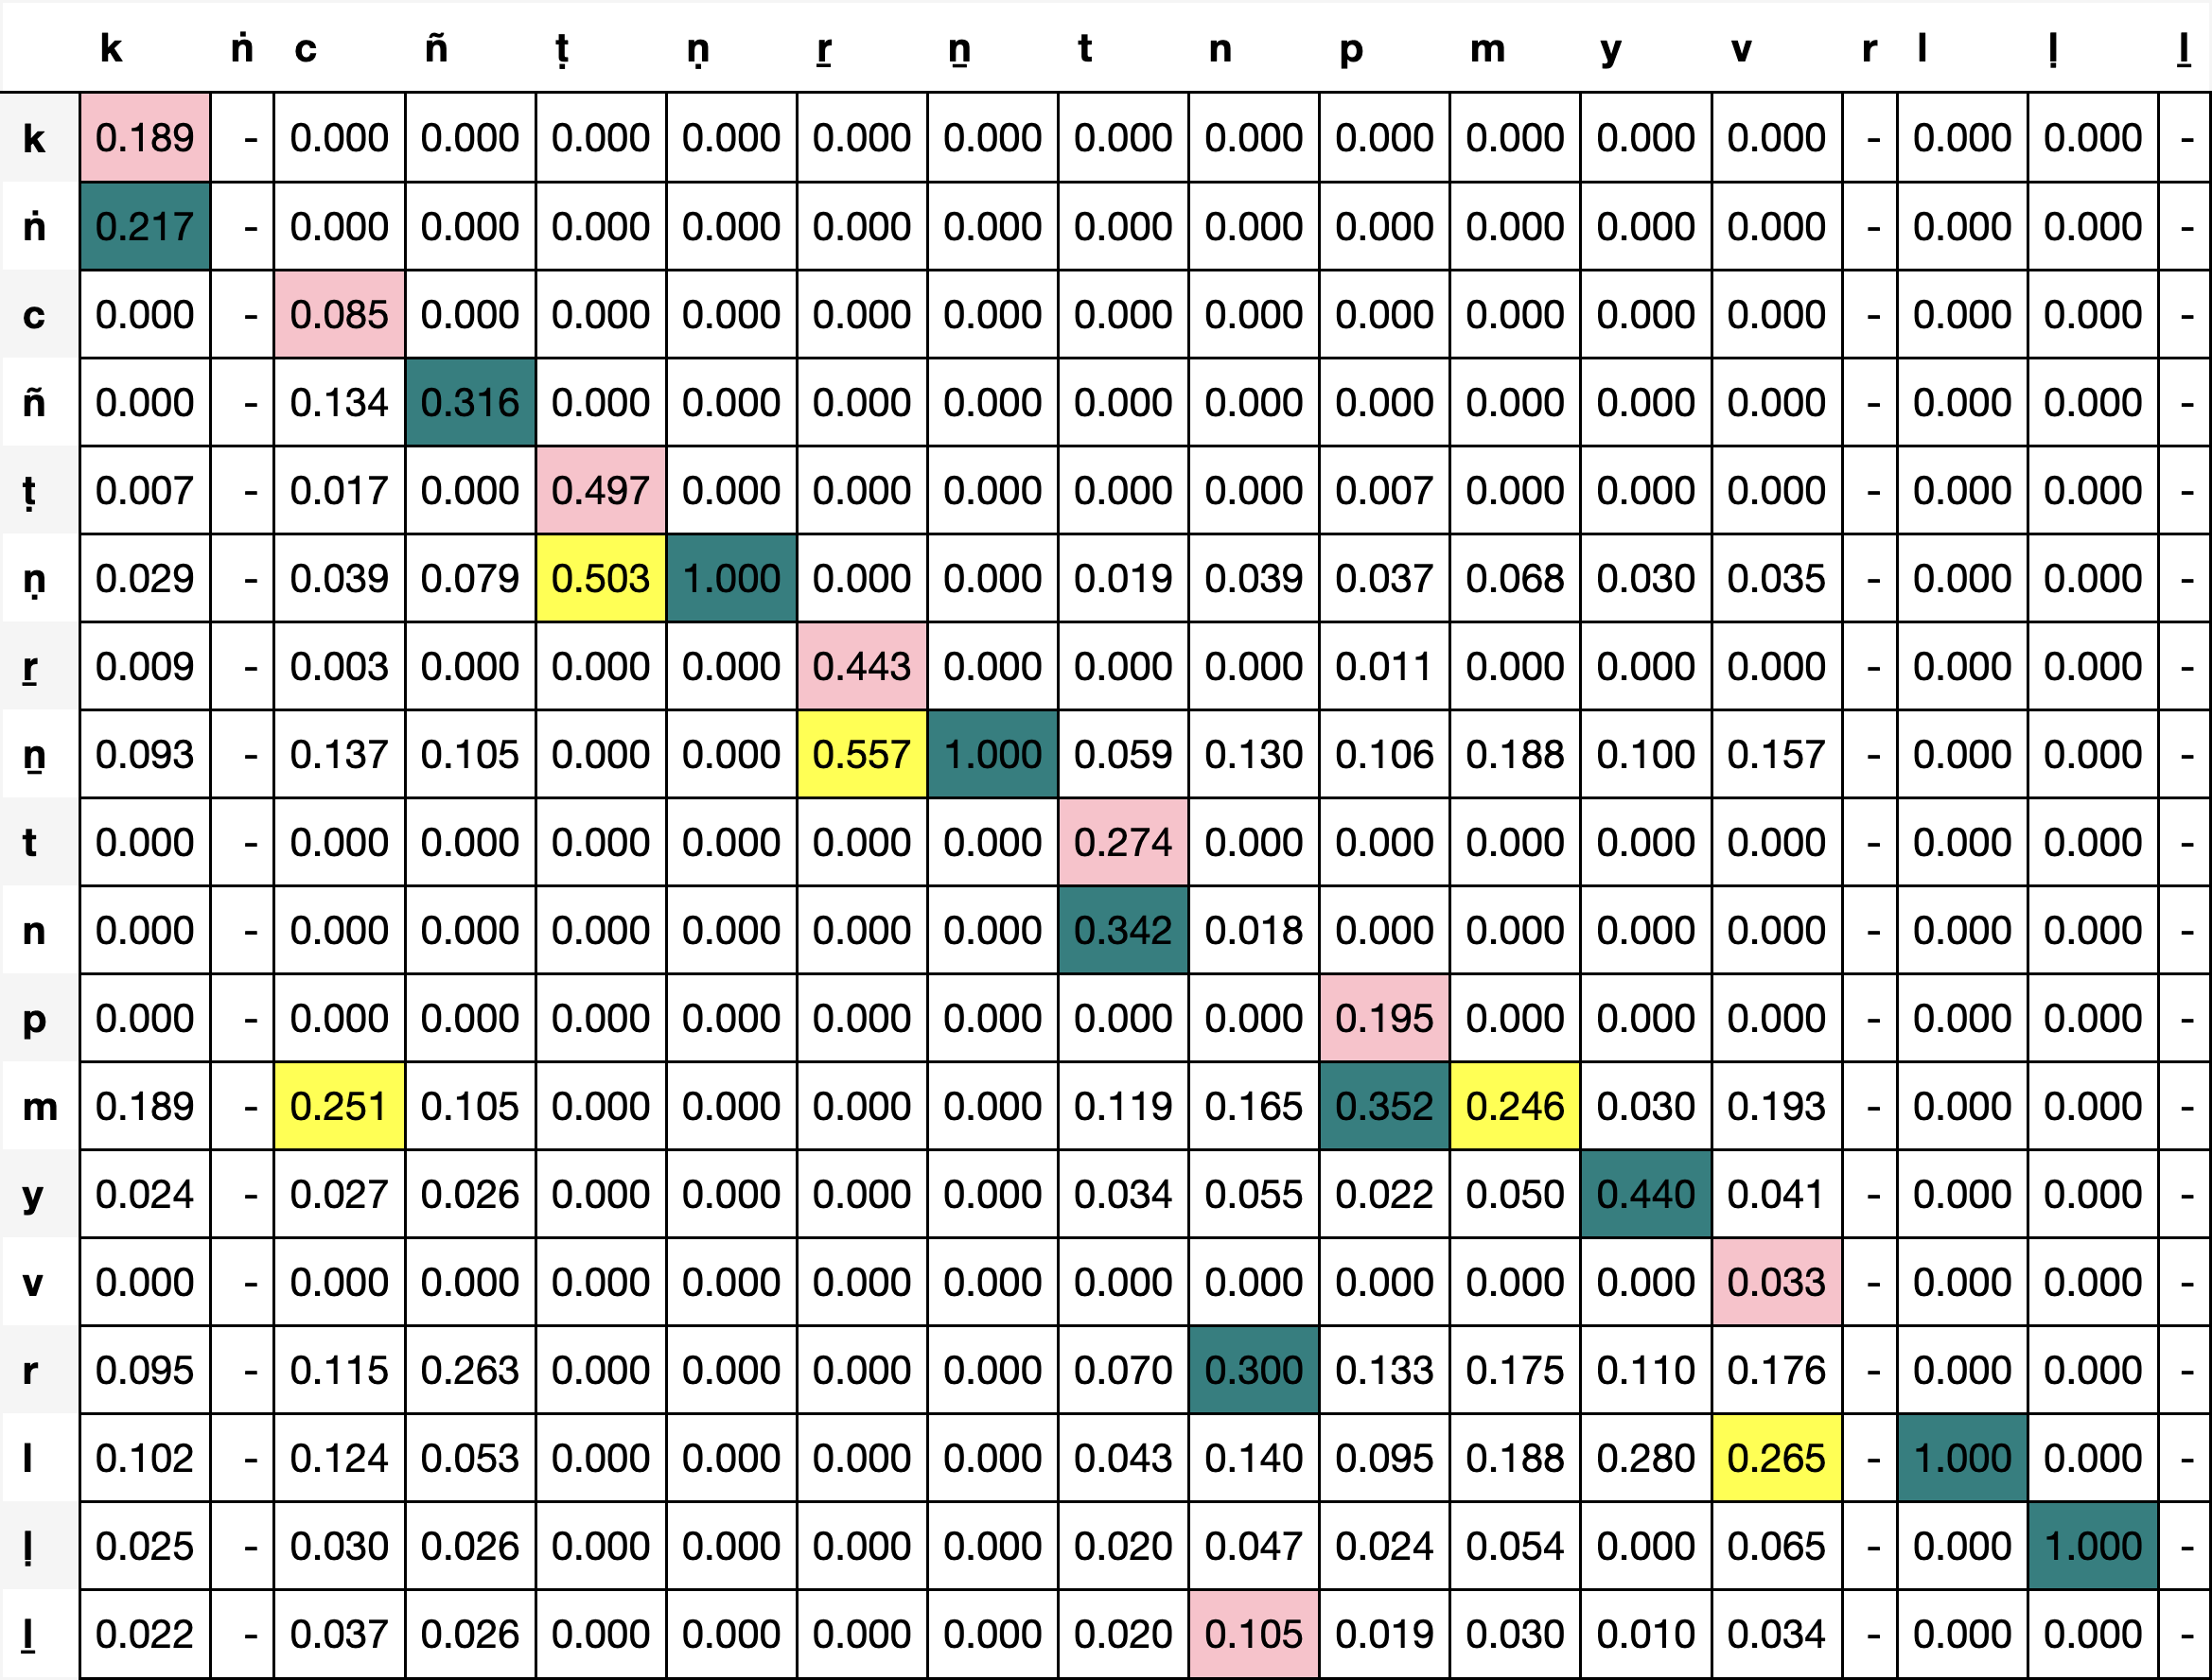 k ṅ c ñ ṭ ṇ ṟ ṉ t n p m y v r l ḷ ḻ
k 0.189 - 0.000 0.000 0.000 0.000 0.000 0.000 0.000 0.000 0.000 0.000 0.000 0.000 - 0.000 0.000 -
ṅ 0.217 - 0.000 0.000 0.000 0.000 0.000 0.000 0.000 0.000 0.000 0.000 0.000 0.000 - 0.000 0.000 -
c 0.000 - 0.085 0.000 0.000 0.000 0.000 0.000 0.000 0.000 0.000 0.000 0.000 0.000 - 0.000 0.000 -
ñ 0.000 - 0.134 0.316 0.000 0.000 0.000 0.000 0.000 0.000 0.000 0.000 0.000 0.000 - 0.000 0.000 -
ṭ 0.007 - 0.017 0.000 0.497 0.000 0.000 0.000 0.000 0.000 0.007 0.000 0.000 0.000 - 0.000 0.000 -
ṇ 0.029 - 0.039 0.079 0.503 1.000 0.000 0.000 0.019 0.039 0.037 0.068 0.030 0.035 - 0.000 0.000 -
ṟ 0.009 - 0.003 0.000 0.000 0.000 0.443 0.000 0.000 0.000 0.011 0.000 0.000 0.000 - 0.000 0.000 -
ṉ 0.093 - 0.137 0.105 0.000 0.000 0.557 1.000 0.059 0.130 0.106 0.188 0.100 0.157 - 0.000 0.000 -
t 0.000 - 0.000 0.000 0.000 0.000 0.000 0.000 0.274 0.000 0.000 0.000 0.000 0.000 - 0.000 0.000 -
n 0.000 - 0.000 0.000 0.000 0.000 0.000 0.000 0.342 0.018 0.000 0.000 0.000 0.000 - 0.000 0.000 -
p 0.000 - 0.000 0.000 0.000 0.000 0.000 0.000 0.000 0.000 0.195 0.000 0.000 0.000 - 0.000 0.000 -
m 0.189 - 0.251 0.105 0.000 0.000 0.000 0.000 0.119 0.165 0.352 0.246 0.030 0.193 - 0.000 0.000 -
y 0.024 - 0.027 0.026 0.000 0.000 0.000 0.000 0.034 0.055 0.022 0.050 0.440 0.041 - 0.000 0.000 -
v 0.000 - 0.000 0.000 0.000 0.000 0.000 0.000 0.000 0.000 0.000 0.000 0.000 0.033 - 0.000 0.000 -
r 0.095 - 0.115 0.263 0.000 0.000 0.000 0.000 0.070 0.300 0.133 0.175 0.110 0.176 - 0.000 0.000 -
l 0.102 - 0.124 0.053 0.000 0.000 0.000 0.000 0.043 0.140 0.095 0.188 0.280 0.265 - 1.000 0.000 -
ḷ 0.025 - 0.030 0.026 0.000 0.000 0.000 0.000 0.020 0.047 0.024 0.054 0.000 0.065 - 0.000 1.000 -
ḻ 0.022 - 0.037 0.026 0.000 0.000 0.000 0.000 0.020 0.105 0.019 0.030 0.010 0.034 - 0.000 0.000 -